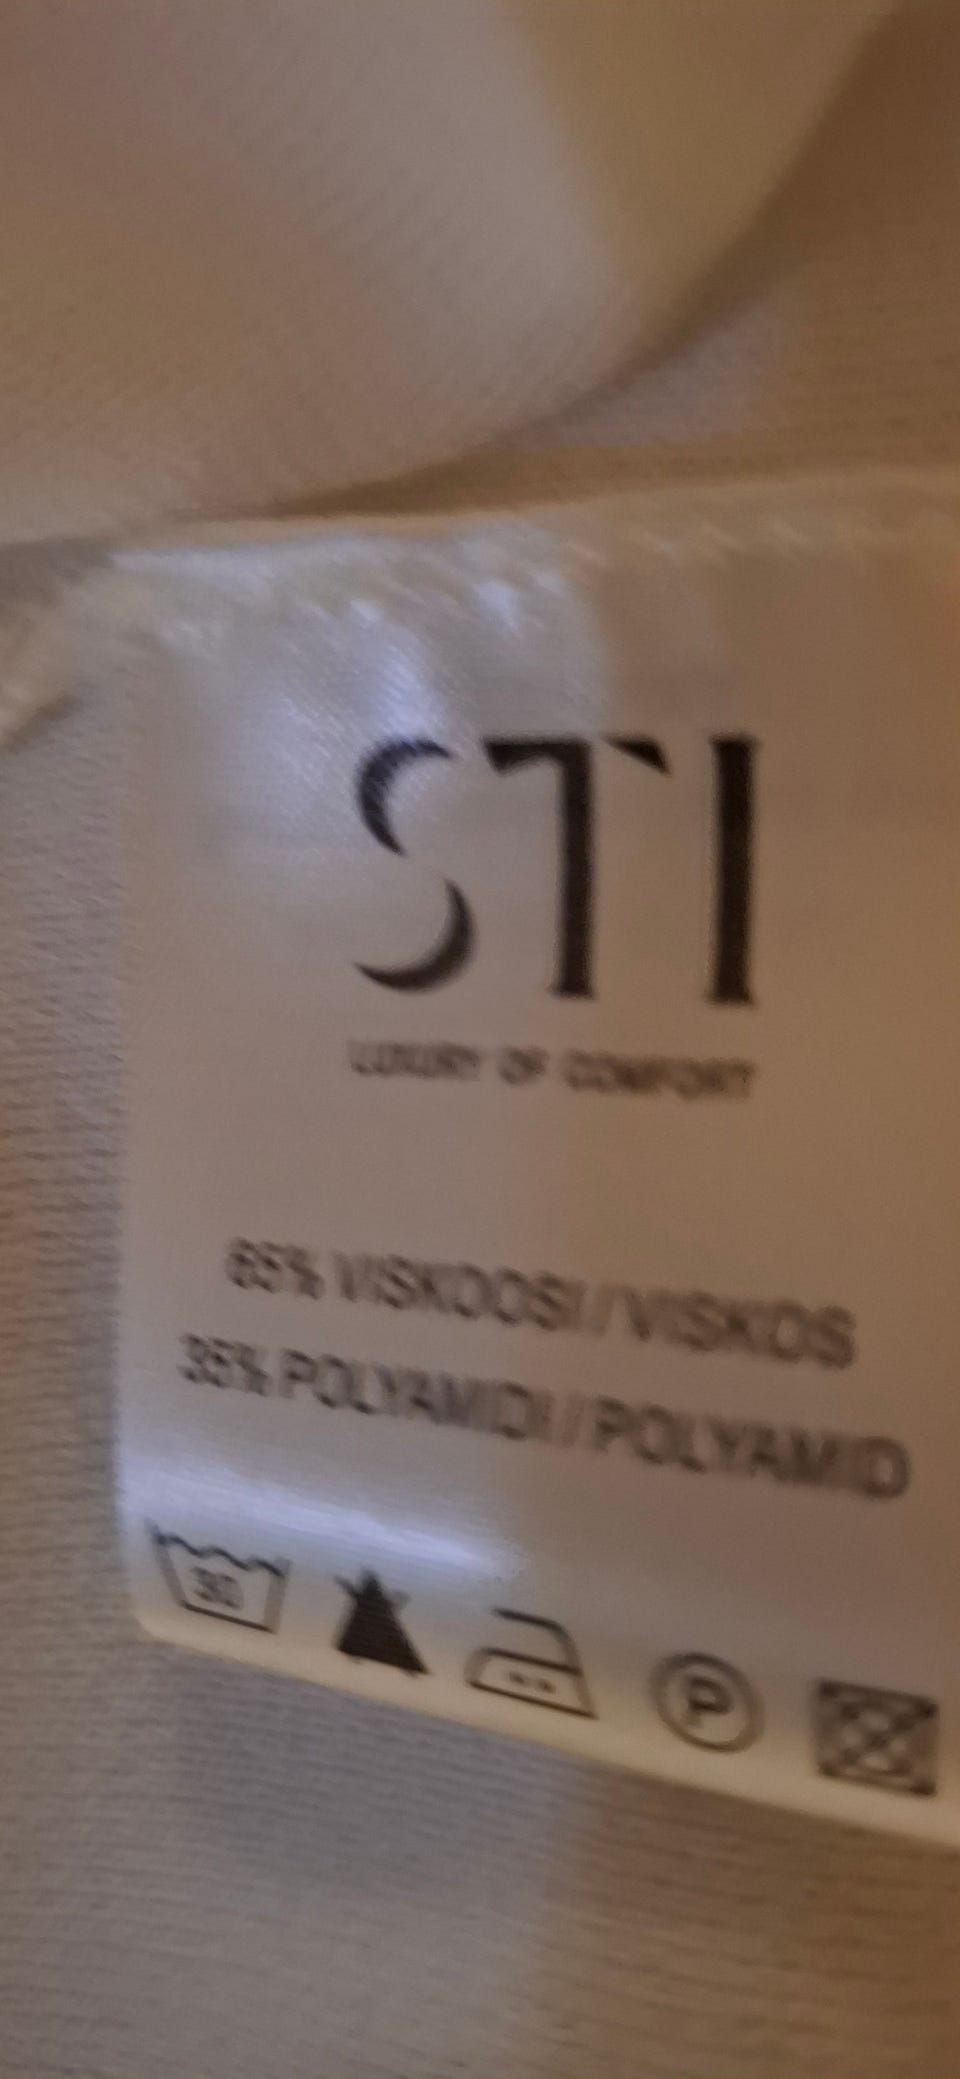 STI
LUXURY OF COMFORT
65% VISKOOSI / VISKOS
35% POLYAMIDI / POLYAMID
30
P